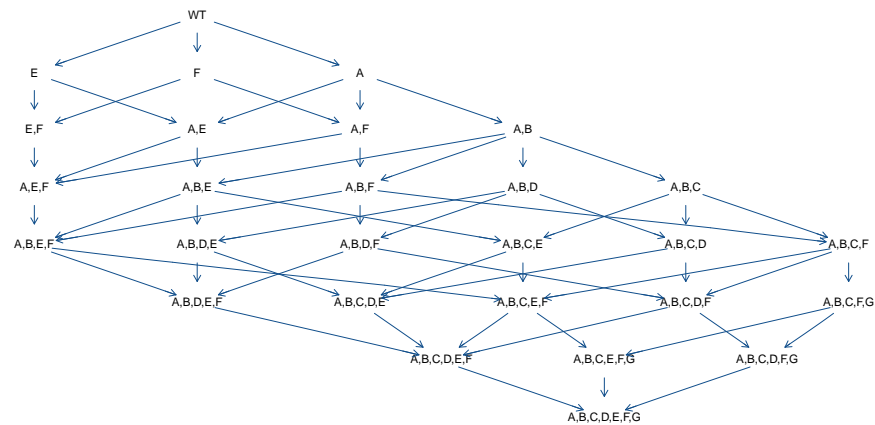 WT
E F A
E,F A,E A,F A,B
A,E,F A,B,E A,B,F A,B,D A,B,C
A,B,E,F A,B,D,E A,B,D,F A,B,C,E A,B,C,D A,B,C,F
A,B,D,E,F A,B,C,D,E A,B,C,E,F A,B,C,D,F A,B,C,F,G
A,B,C,D,E,F A,B,C,E,F,G A,B,C,D,F,G
A,B,C,D,E,F,G